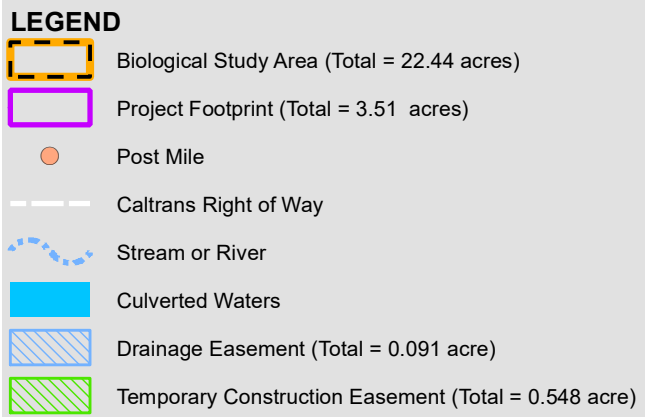 LEGEND
Biological Study Area (Total = 22.44 acres)
Project Footprint (Total = 3.51 acres)
Post Mile
Caltrans Right of Way
Stream or River
Culverted Waters
Drainage Easement (Total = 0.091 acre)
Temporary Construction Easement (Total = 0.548 acre)